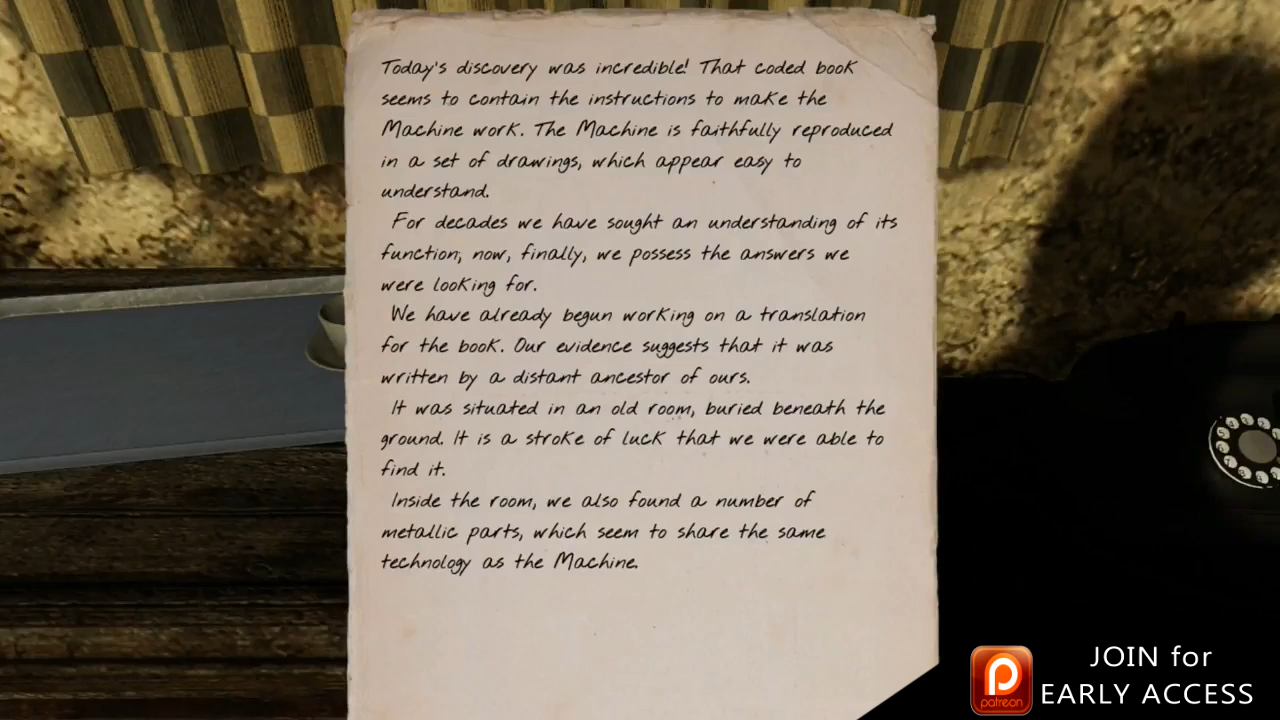 Today's discovery was incredible! That coded book
seems to contain the instructions to make the
Machine work. The Machine is faithfully reproduced
in a set of drawings, which appear easy to
understand.
For decades we have sought an understanding of its
function; now, finally, we possess the answers we
were looking for.
We have already begun working on a translation
for the book. Our evidence suggests that it was
written by a distant ancestor of ours.
It was situated in an old room, buried beneath the
ground. It is a stroke of luck that we were able to
find it.
Inside the room, we also found a number of
metallic parts, which seem to share the same
technology as the Machine.
patreon
JOIN for
EARLY ACCESS